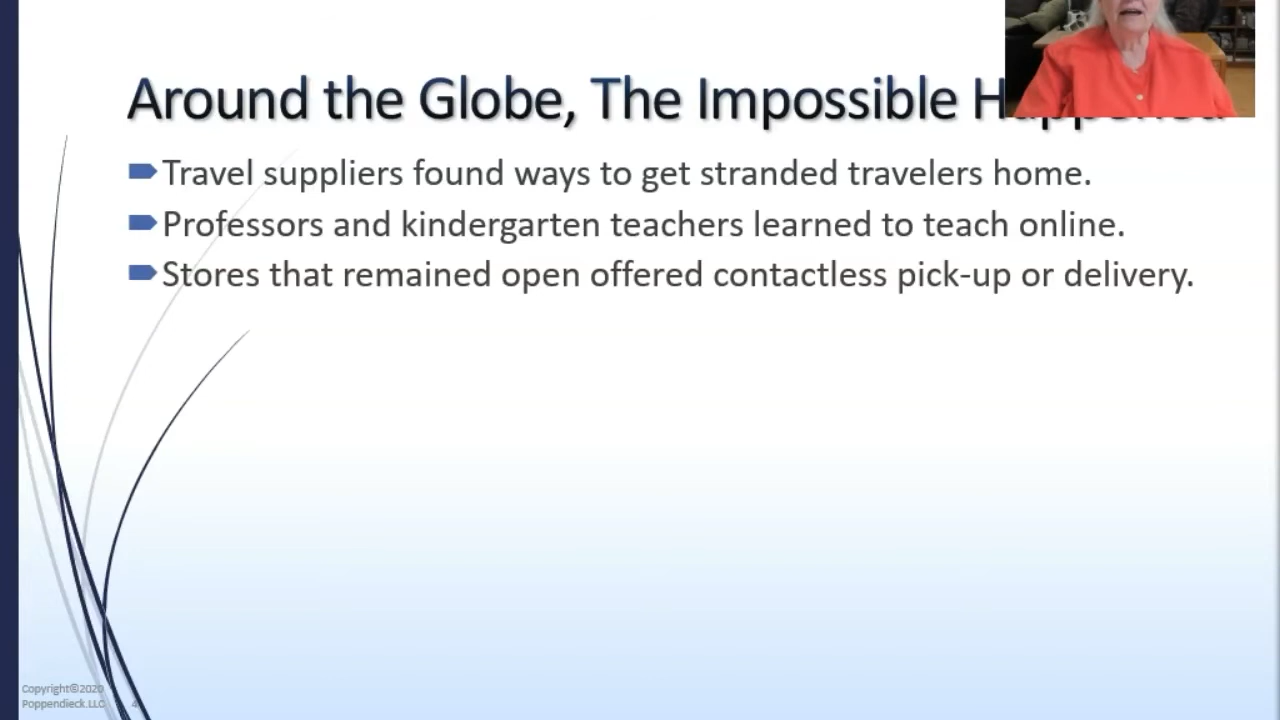 Around the Globe, The Impossible
Travel suppliers found ways to get stranded travelers home.
Professors and kindergarten teachers learned to teach online.
Stores that remained open offered contactless pick-up or delivery.
Copyright©2020
Poppendieck.LLC 4